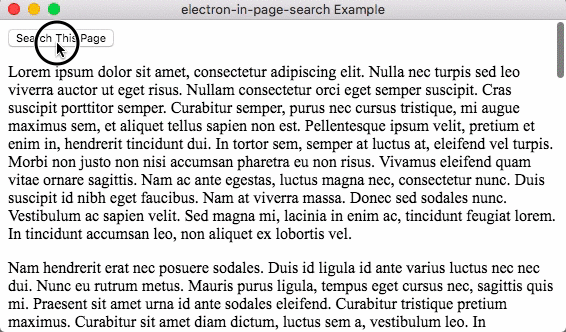 electron-in-page-search Example
Search This Page
Lorem ipsum dolor sit amet, consectetur adipiscing elit. Nulla nec turpis sed leo
viverra auctor ut eget risus. Nullam consectetur orci eget semper suscipit. Cras
suscipit porttitor semper. Curabitur semper, purus nec cursus tristique, mi augue
maximus sem, et aliquet tellus sapien non est. Pellentesque ipsum velit, pretium et
enim in, hendrerit tincidunt dui. In tortor sem, semper at luctus at, eleifend vel turpis.
Morbi non justo non nisi accumsan pharetra eu non risus. Vivamus eleifend quam
vitae ornare sagittis. Nam ac ante egestas, luctus magna nec, consectetur nunc. Duis
suscipit id nibh eget faucibus. Nam at viverra massa. Donec sed sodales nunc.
Vestibulum ac sapien velit. Sed magna mi, lacinia in enim ac, tincidunt feugiat lorem.
In tincidunt accumsan leo, non aliquet ex lobortis vel.
Nam hendrerit erat nec posuere sodales. Duis id ligula id ante varius luctus nec nec
dui. Nunc eu rutrum metus. Mauris purus ligula, tempus eget cursus nec, sagittis quis
mi. Praesent sit amet urna id ante sodales eleifend. Curabitur tristique pretium
maximus. Curabitur sit amet diam dictum, luctus sem a, vestibulum leo. In